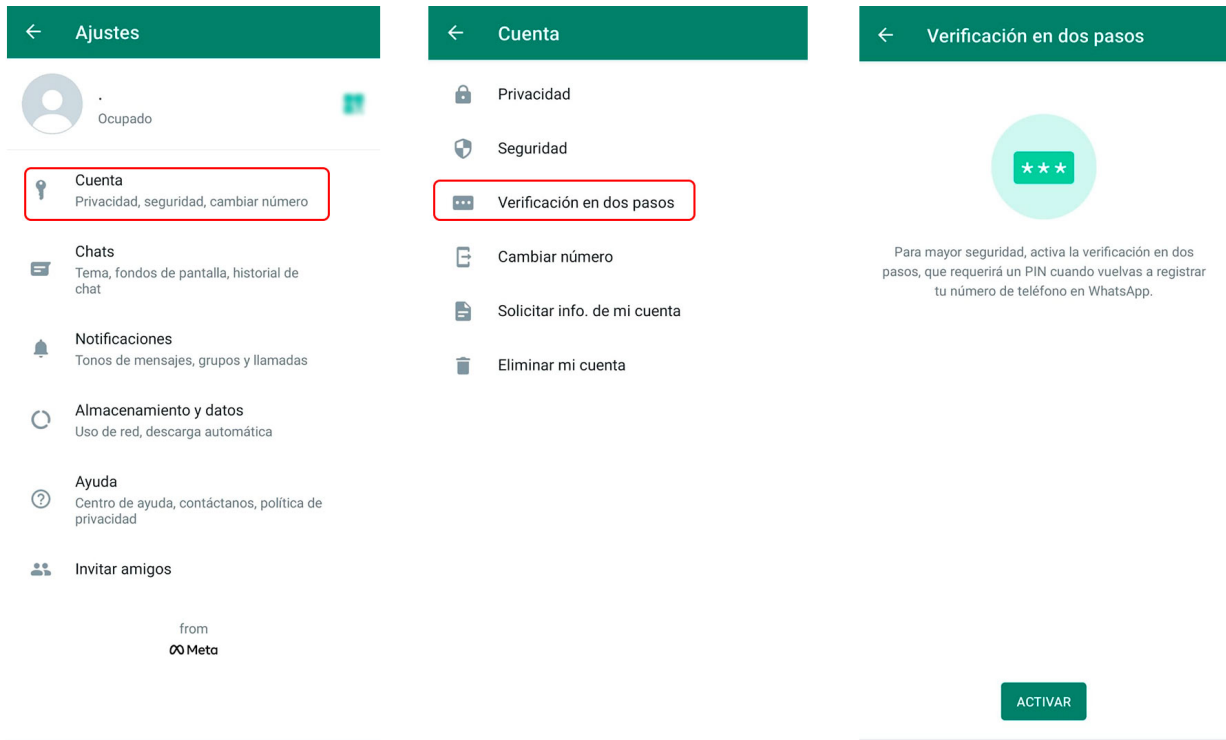 Ajustes
.
Ocupado
Cuenta
Privacidad, seguridad, cambiar número
Chats
Tema, fondos de pantalla, historial de
chat
Notificaciones
Tonos de mensajes, grupos y llamadas
Almacenamiento y datos
Uso de red, descarga automática
Ayuda
Centro de ayuda, contáctanos, política de
privacidad
Invitar amigos
from
Meta
Cuenta
Privacidad
Seguridad
Verificación en dos pasos
Cambiar número
Solicitar info. de mi cuenta
Eliminar mi cuenta
Verificación en dos pasos
***
Para mayor seguridad, activa la verificación en dos
pasos, que requerirá un PIN cuando vuelvas a registrar
tu número de teléfono en WhatsApp.
ACTIVAR